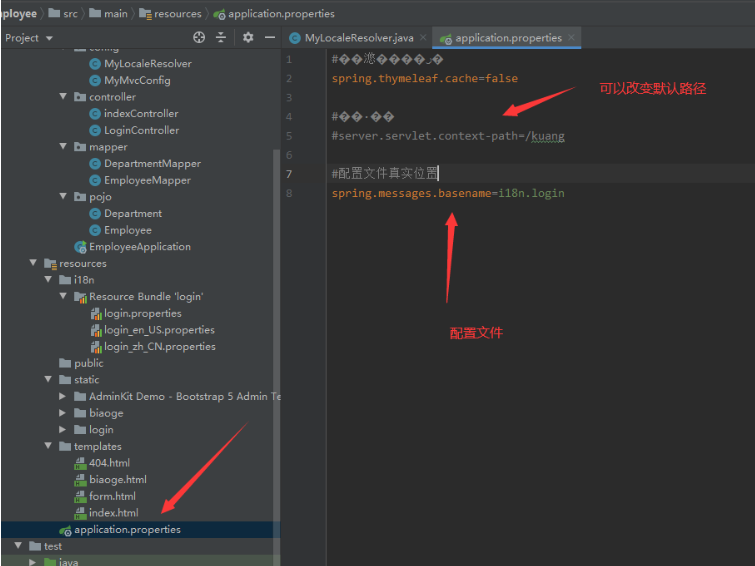 mployee
src
main
resources
application.properties
Project
MyLocaleResolver.java
application.properties
config
MyLocaleResolver
MyMvcConfig
controller
indexController
LoginController
mapper
DepartmentMapper
EmployeeMapper
pojo
Department
Employee
EmployeeApplication
resources
i18n
Resource Bundle 'login'
login.properties
login_en_US.properties
login_zh_CN.properties
public
static
AdminKit Demo - Bootstrap 5 Admin Te
biaoge
login
templates
404.html
biaoge.html
form.html
index.html
application.properties
test
java
1
2 spring.thymeleaf.cache=false
3
4 #��·��
5 #server.servlet.context-path=/kuang
6
7 #配置文件真实位置
8 spring.messages.basename=i18n.login
可以改变默认路径
配置文件